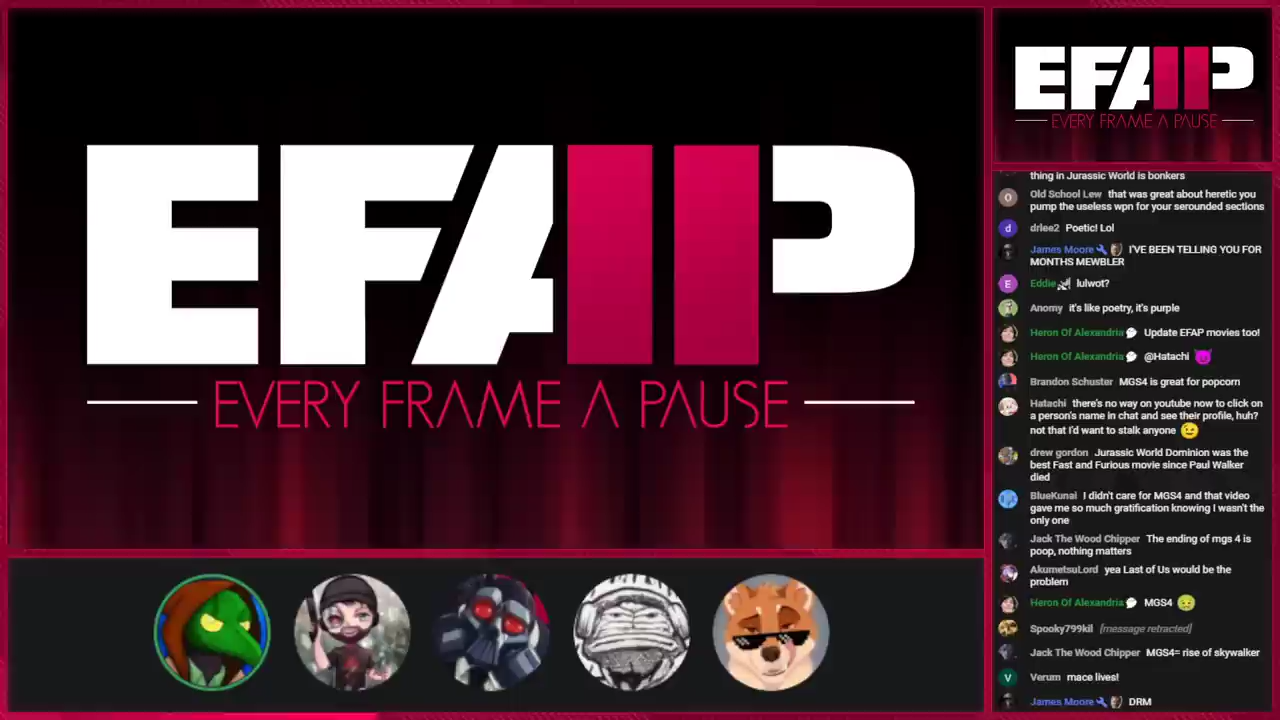 EFAP
EVERY FRAME A PAUSE
EFAP
EVERY FRAME A PAUSE
thing in Jurassic World is bonkers
O
Old School Lew that was great about heretic you
pump the useless wpn for your serounded sections
d
drlee2 Poetic! Lol
James Moore I'VE BEEN TELLING YOU FOR
MONTHS MEWBLER
E
Eddie lulwot?
Anomy it's like poetry, it's purple
Heron Of Alexandria Update EFAP movies too!
Heron Of Alexandria @Hatachi
Brandon Schuster MGS4 is great for popcorn
Hatachi there's no way on youtube now to click on
a person's name in chat and see their profile, huh?
not that I'd want to stalk anyone
drew gordon Jurassic World Dominion was the
best Fast and Furious movie since Paul Walker
died
BlueKunai I didn't care for MGS4 and that video
gave me so much gratification knowing I wasn't the
only one
Jack The Wood Chipper The ending of mgs 4 is
poop, nothing matters
AkumetsuLord yea Last of Us would be the
problem
Heron Of Alexandria MGS4
Spooky799kil [message retracted]
Jack The Wood Chipper MGS4= rise of skywalker
V
Verum mace lives!
James Moore DRM